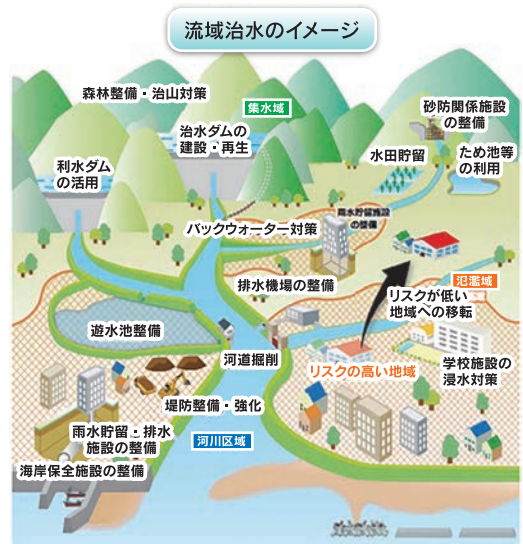 流域治水のイメージ
森林整備・治山対策
集水域
砂防関係施設
の整備
治水ダムの
建設・再生
水田貯留
ため池等
の利用
利水ダム
の活用
雨水貯留施設
の整備
バックウォーター対策
排水機場の整備
氾濫域
リスクが低い
地域への移転
遊水池整備
河道掘削
リスクの高い地域
学校施設の
浸水対策
堤防整備・強化
雨水貯留・排水
施設の整備
河川区域
海岸保全施設の整備